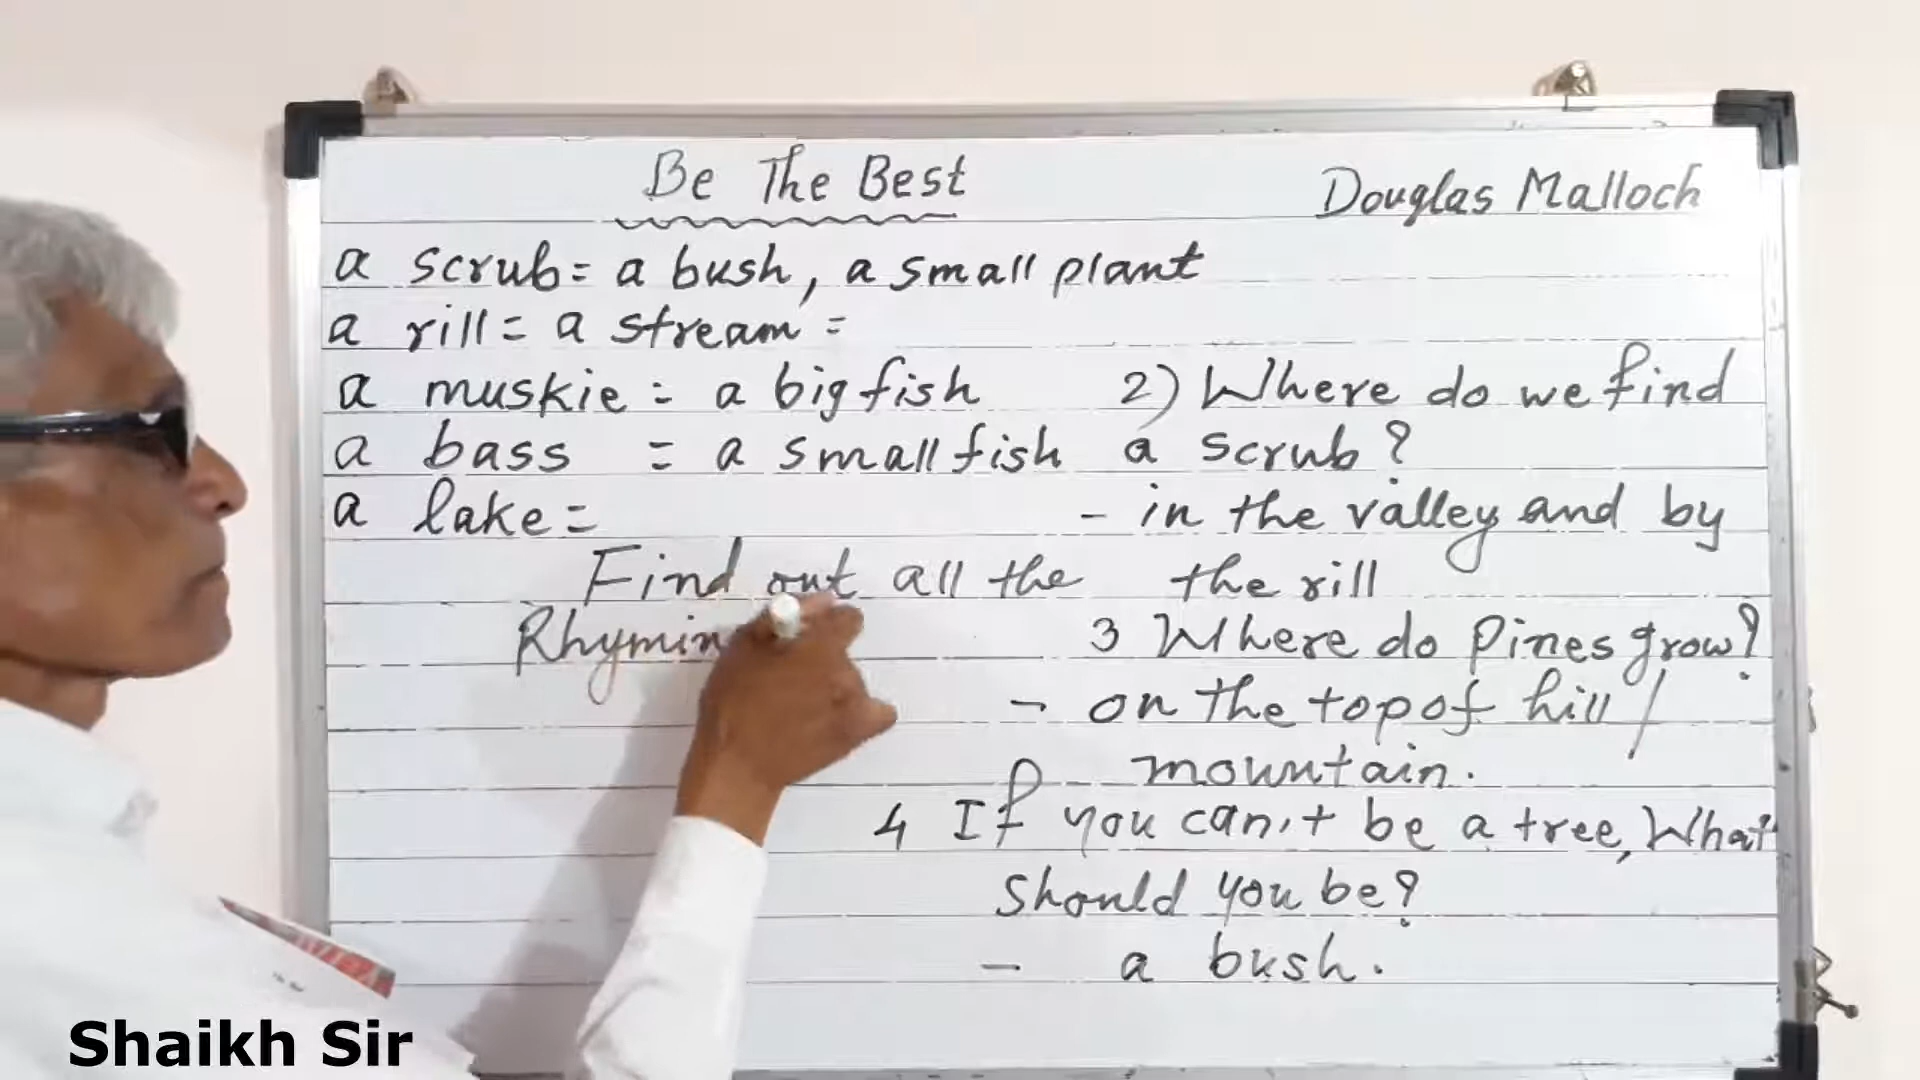 Be The Best
Douglas Malloch
a scrub = a bush, a small plant
a rill = a stream =
a muskie = a big fish
a bass = a small fish
a lake =
Find out all the
Rhymin
2) Where do we find
a scrub?
- in the valley and by
the rill
3 Where do Pines grow?
- on the top of hill /
mountain.
4 If you can't be a tree, What
Should you be?
- a bush.
Shaikh Sir